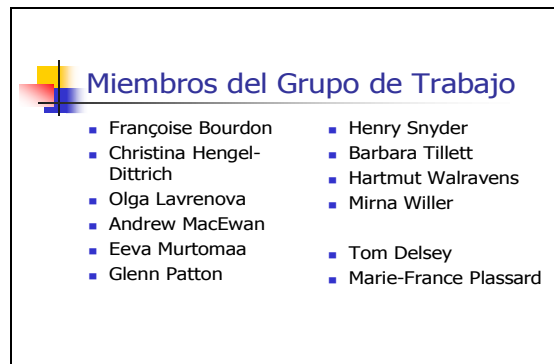 Miembros del Grupo de Trabajo
Françoise Bourdon
Christina Hengel-
Dittrich
Olga Lavrenova
Andrew MacEwan
Eeva Murtomaa
Glenn Patton
Henry Snyder
Barbara Tillett
Hartmut Walravens
Mirna Willer
Tom Delsey
Marie-France Plassard